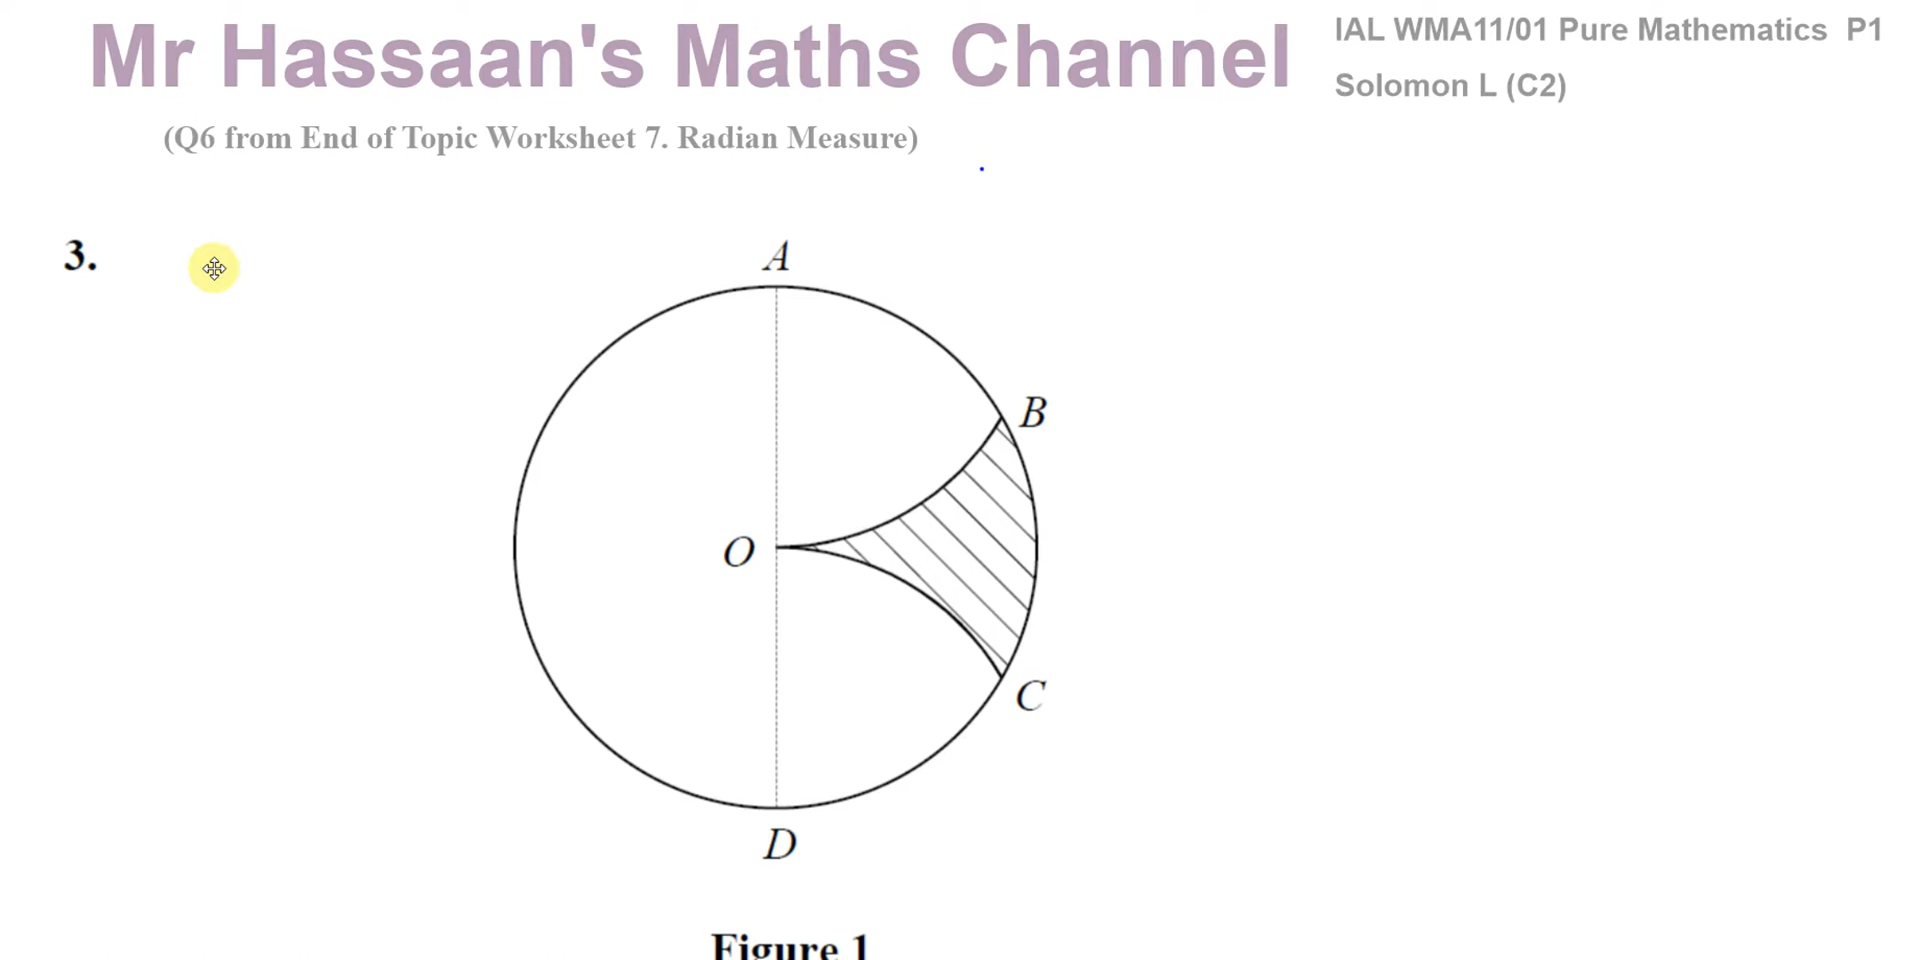 Mr Hassaan's Maths Channel
IAL WMA11/01 Pure Mathematics P1
Solomon L (C2)
(Q6 from End of Topic Worksheet 7. Radian Measure)
3.
A
B
O
C
D
Figure 1